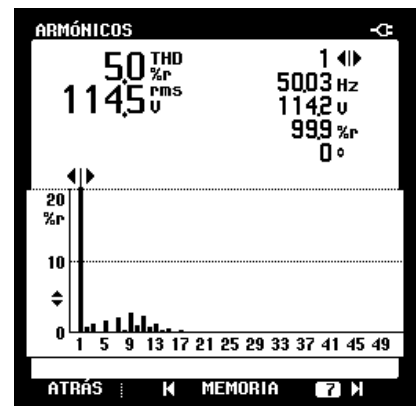 ARMÓNICOS
5,0 THD %r
114,5 rms V
1
50,03 Hz
114,2 V
99,9 %r
0 °
20
%r
10
0
1 5 9 13 17 21 25 29 33 37 41 45 49
ATRÁS MEMORIA 7